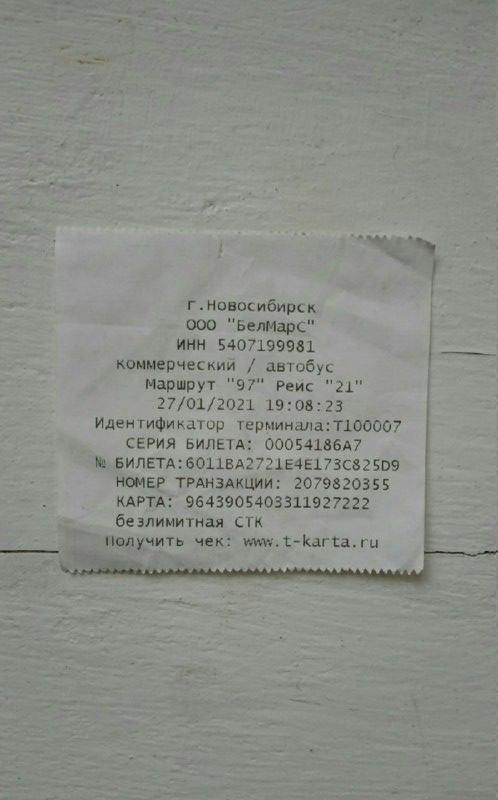 г.Новосибирск
ООО "БелМарС"
ИНН 5407199981
коммерческий / автобус
Маршрут "97" Рейс "21"
27/01/2021 19:08:23
Идентификатор терминала:Т100007
СЕРИЯ БИЛЕТА: 00054186A7
№ БИЛЕТА:6011BA2721E4E173C825D9
НОМЕР ТРАНЗАКЦИИ: 2079820355
КАРТА: 9643905403311927222
безлимитная СТК
Получить чек: www.t-karta.ru